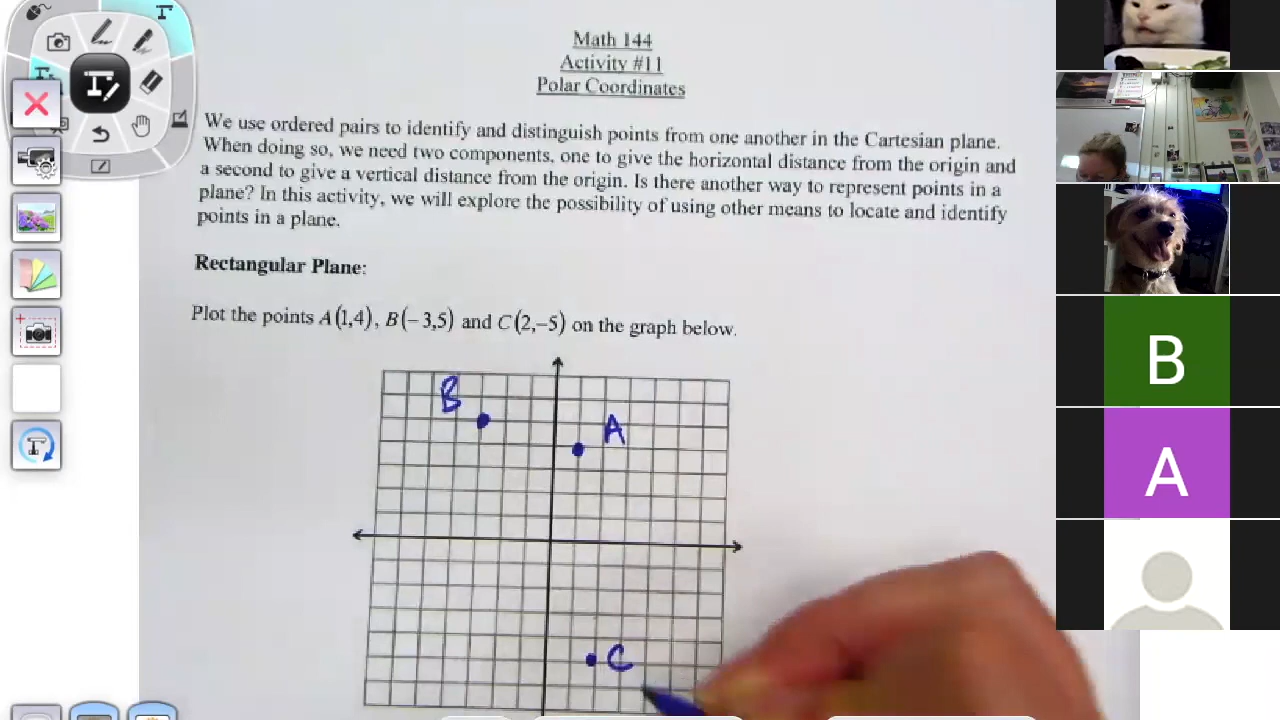 Math 144
Activity #11
Polar Coordinates
We use ordered pairs to identify and distinguish points from one another in the Cartesian plane.
When doing so, we need two components, one to give the horizontal distance from the origin and
a second to give a vertical distance from the origin. Is there another way to represent points in a
plane? In this activity, we will explore the possibility of using other means to locate and identify
points in a plane.
Rectangular Plane:
Plot the points A(1,4), B(−3,5) and C(2,−5) on the graph below.
B
A
C
B
A